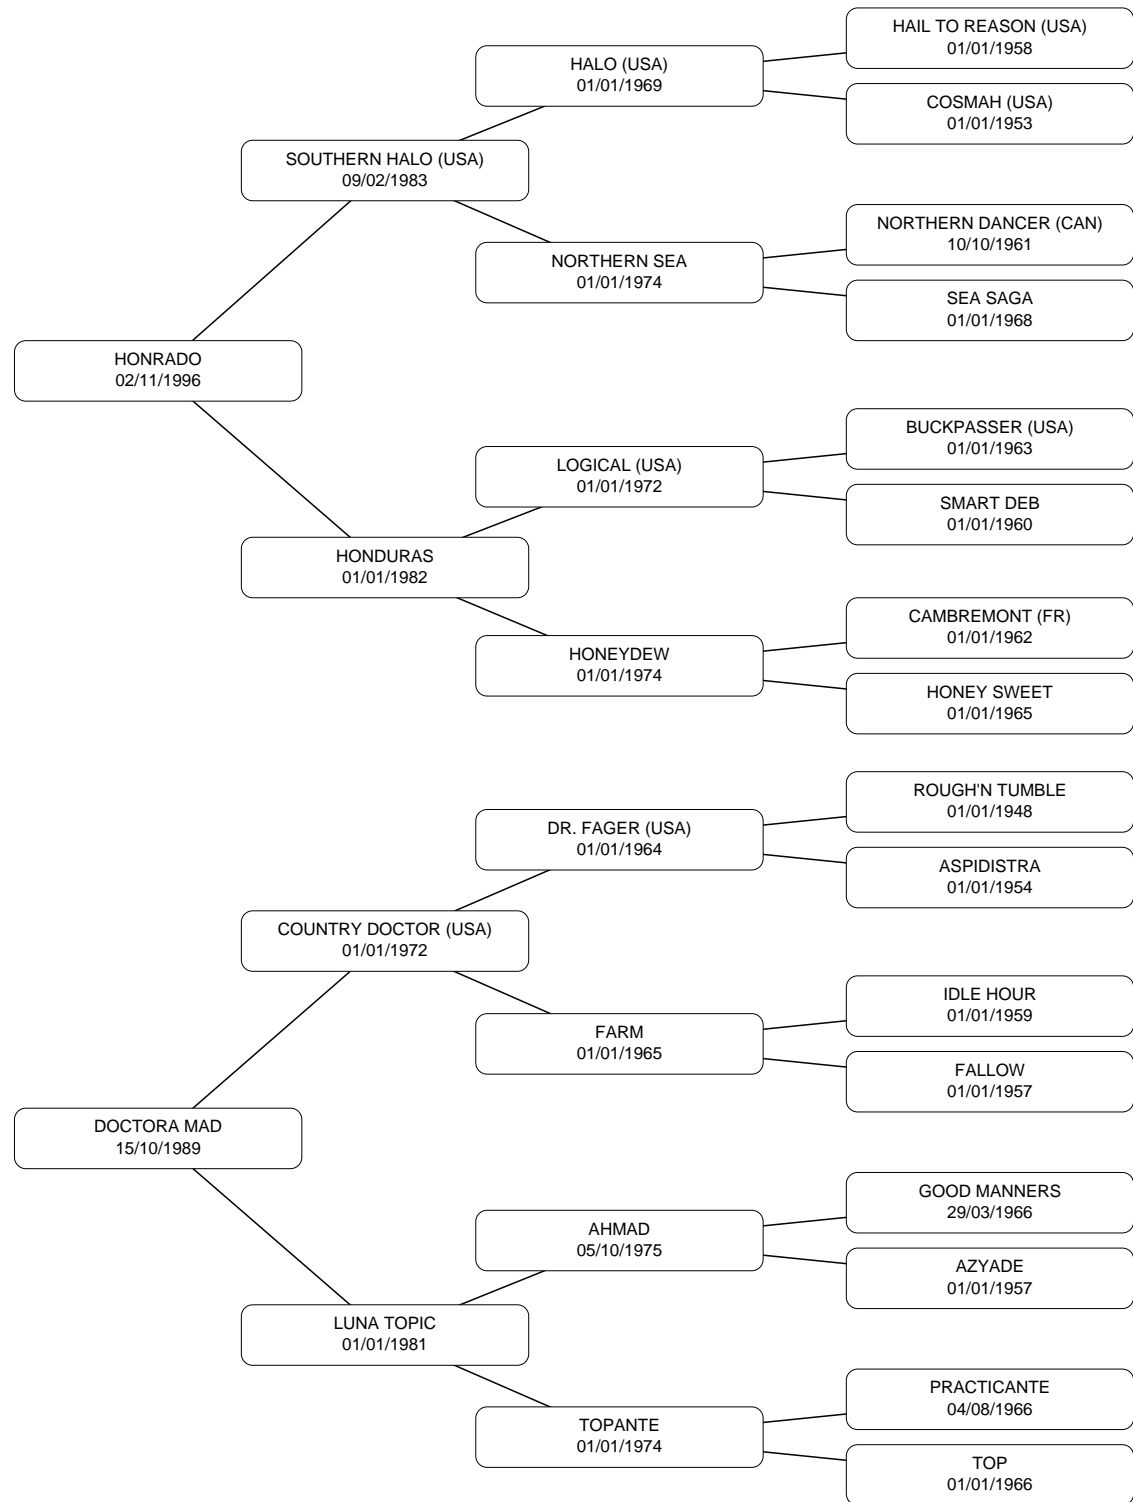 HAIL TO REASON (USA)
01/01/1958
HALO (USA)
01/01/1969
COSMAH (USA)
01/01/1953
SOUTHERN HALO (USA)
09/02/1983
NORTHERN DANCER (CAN)
10/10/1961
NORTHERN SEA
01/01/1974
SEA SAGA
01/01/1968
HONRADO
02/11/1996
BUCKPASSER (USA)
01/01/1963
LOGICAL (USA)
01/01/1972
SMART DEB
01/01/1960
HONDURAS
01/01/1982
CAMBREMONT (FR)
01/01/1962
HONEYDEW
01/01/1974
HONEY SWEET
01/01/1965
ROUGH'N TUMBLE
01/01/1948
DR. FAGER (USA)
01/01/1964
ASPIDISTRA
01/01/1954
COUNTRY DOCTOR (USA)
01/01/1972
IDLE HOUR
01/01/1959
FARM
01/01/1965
FALLOW
01/01/1957
DOCTORA MAD
15/10/1989
GOOD MANNERS
29/03/1966
AHMAD
05/10/1975
AZYADE
01/01/1957
LUNA TOPIC
01/01/1981
PRACTICANTE
04/08/1966
TOPANTE
01/01/1974
TOP
01/01/1966